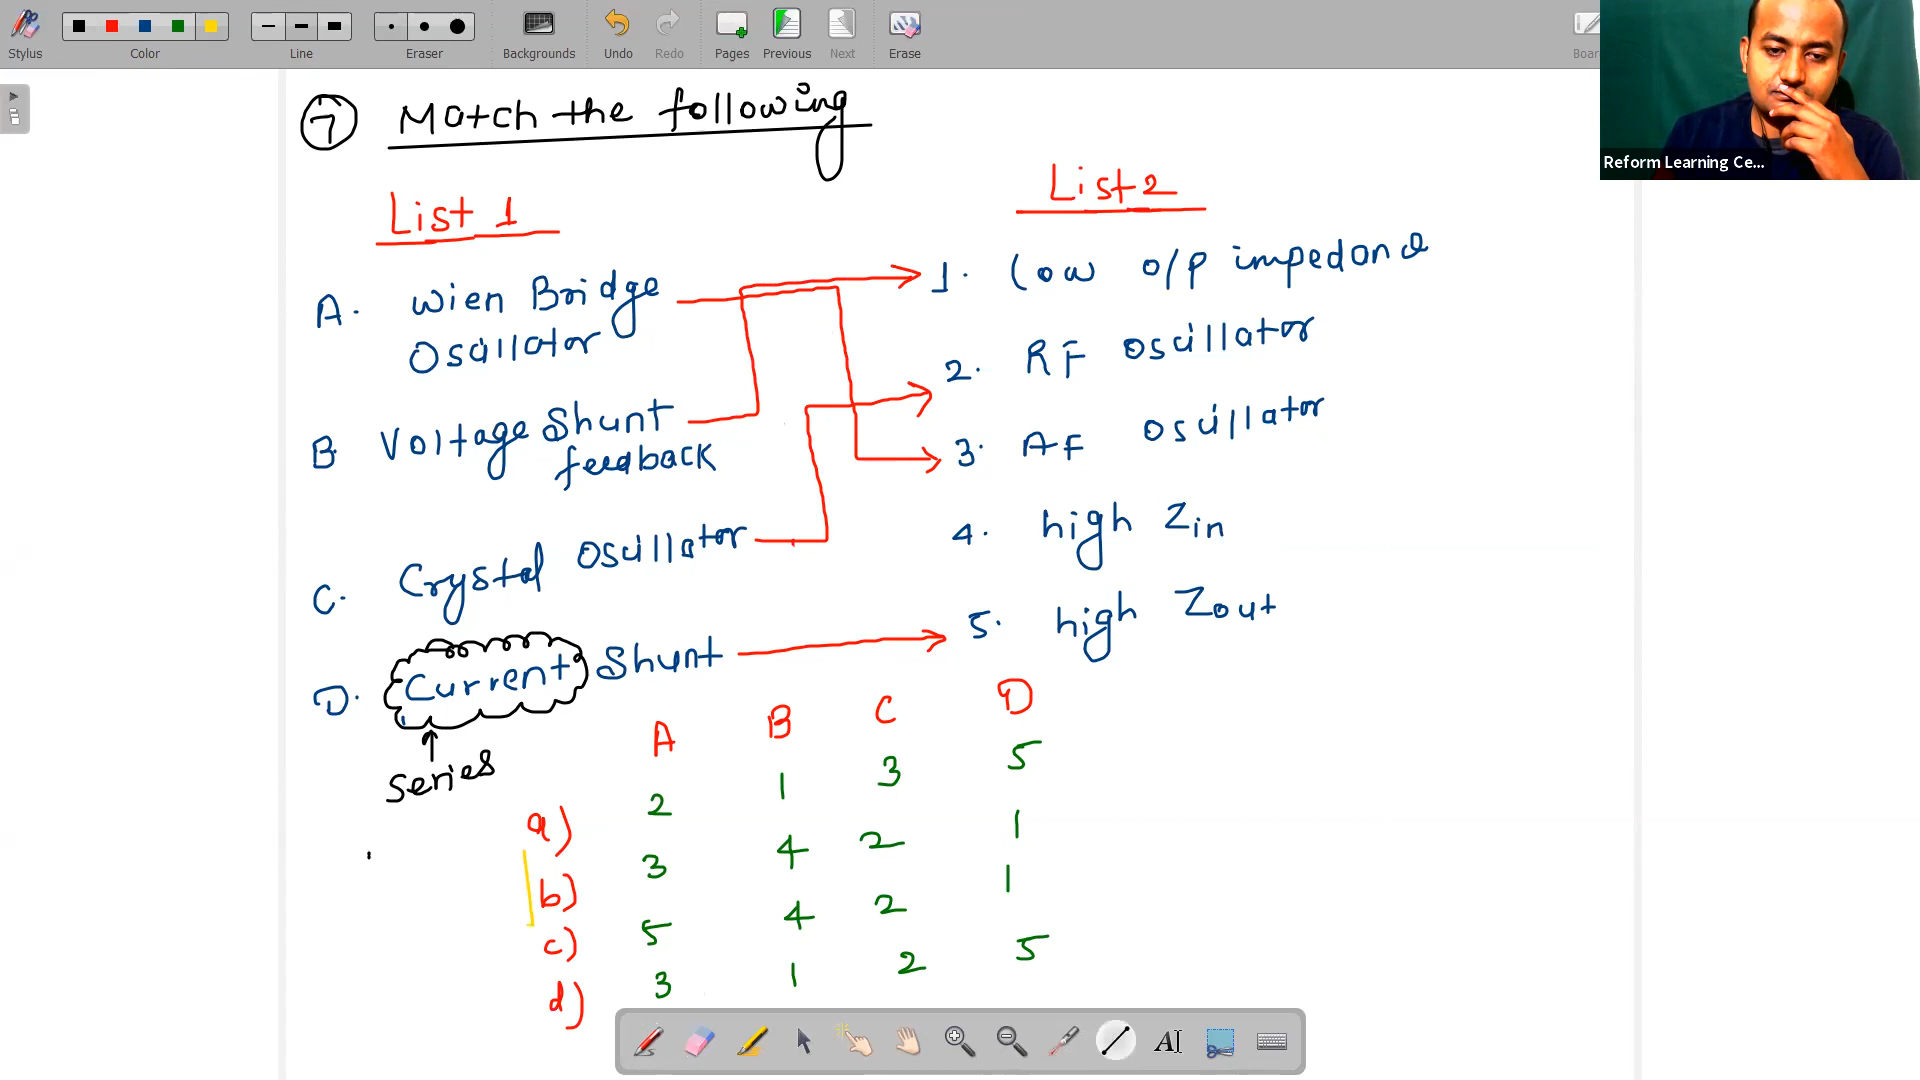 Stylus
Color
Line
Eraser
Backgrounds
Undo
Redo
Pages
Previous
Next
Erase
Boar
Reform Learning Ce...
7 Match the following
List 1
List 2
A. Wien Bridge
Oscillator
B. Voltage Shunt
feedback
C. Crystal Oscillator
D. Current Shunt
series
1. Low o/p impedance
2. RF oscillator
3. AF oscillator
4. high Zin
5. high Zout
A B C D
a) 2 1 3 5
b) 3 4 2 1
c) 5 4 2 1
d) 3 1 2 5